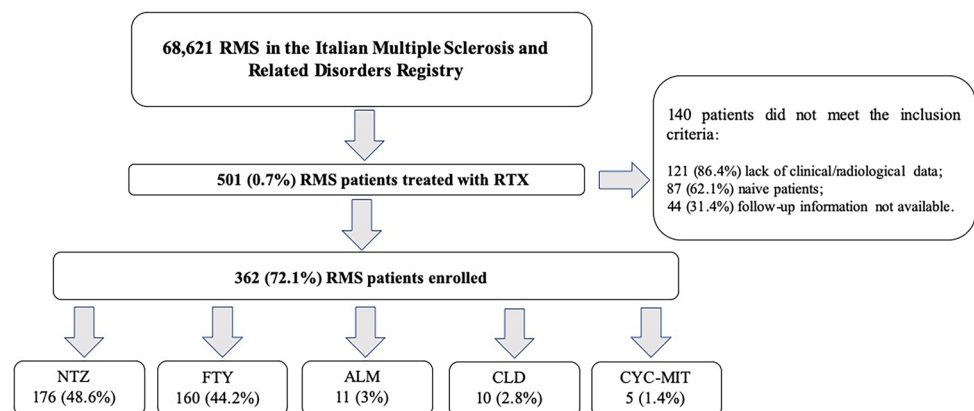 68,621 RMS in the Italian Multiple Sclerosis and
Related Disorders Registry
140 patients did not meet the inclusion
criteria:
121 (86.4%) lack of clinical/radiological data;
87 (62.1%) naive patients;
44 (31.4%) follow-up information not available.
501 (0.7%) RMS patients treated with RTX
362 (72.1%) RMS patients enrolled
NTZ
176 (48.6%)
FTY
160 (44.2%)
ALM
11 (3%)
CLD
10 (2.8%)
CYC-MIT
5 (1.4%)